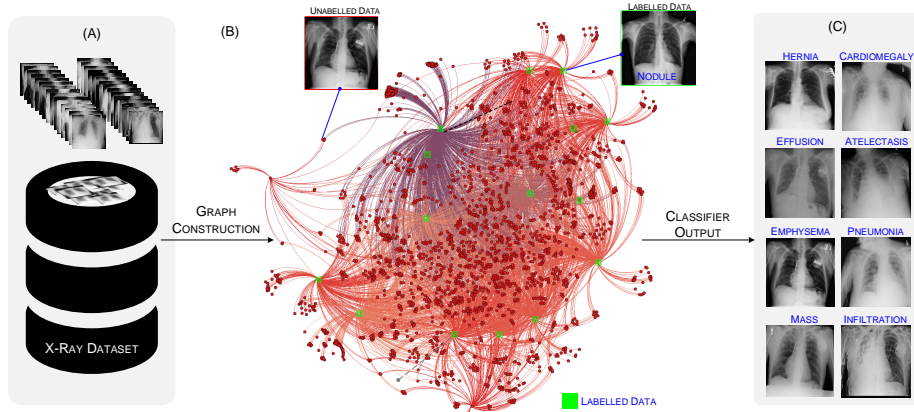 (A)
X-RAY DATASET
GRAPH
CONSTRUCTION
(B)
UNABELLED DATA
LABELLED DATA
NODULE
LABELLED DATA
CLASSIFIER
OUTPUT
(C)
HERNIA CARDIOMEGALY
EFFUSION ATELECTASIS
EMPHYSEMA PNEUMONIA
MASS INFILTRATION